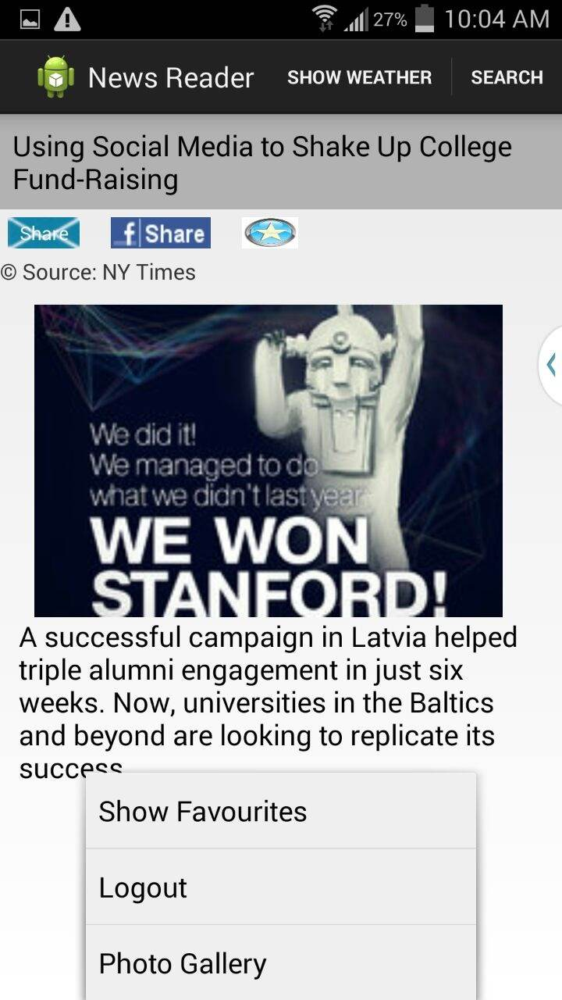 27% 10:04 AM
News Reader SHOW WEATHER SEARCH
Using Social Media to Shake Up College
Fund-Raising
Share f Share
© Source: NY Times
We did it!
We managed to do
what we didn't last year
WE WON
STANFORD!
A successful campaign in Latvia helped
triple alumni engagement in just six
weeks. Now, universities in the Baltics
and beyond are looking to replicate its
success
Show Favourites
Logout
Photo Gallery